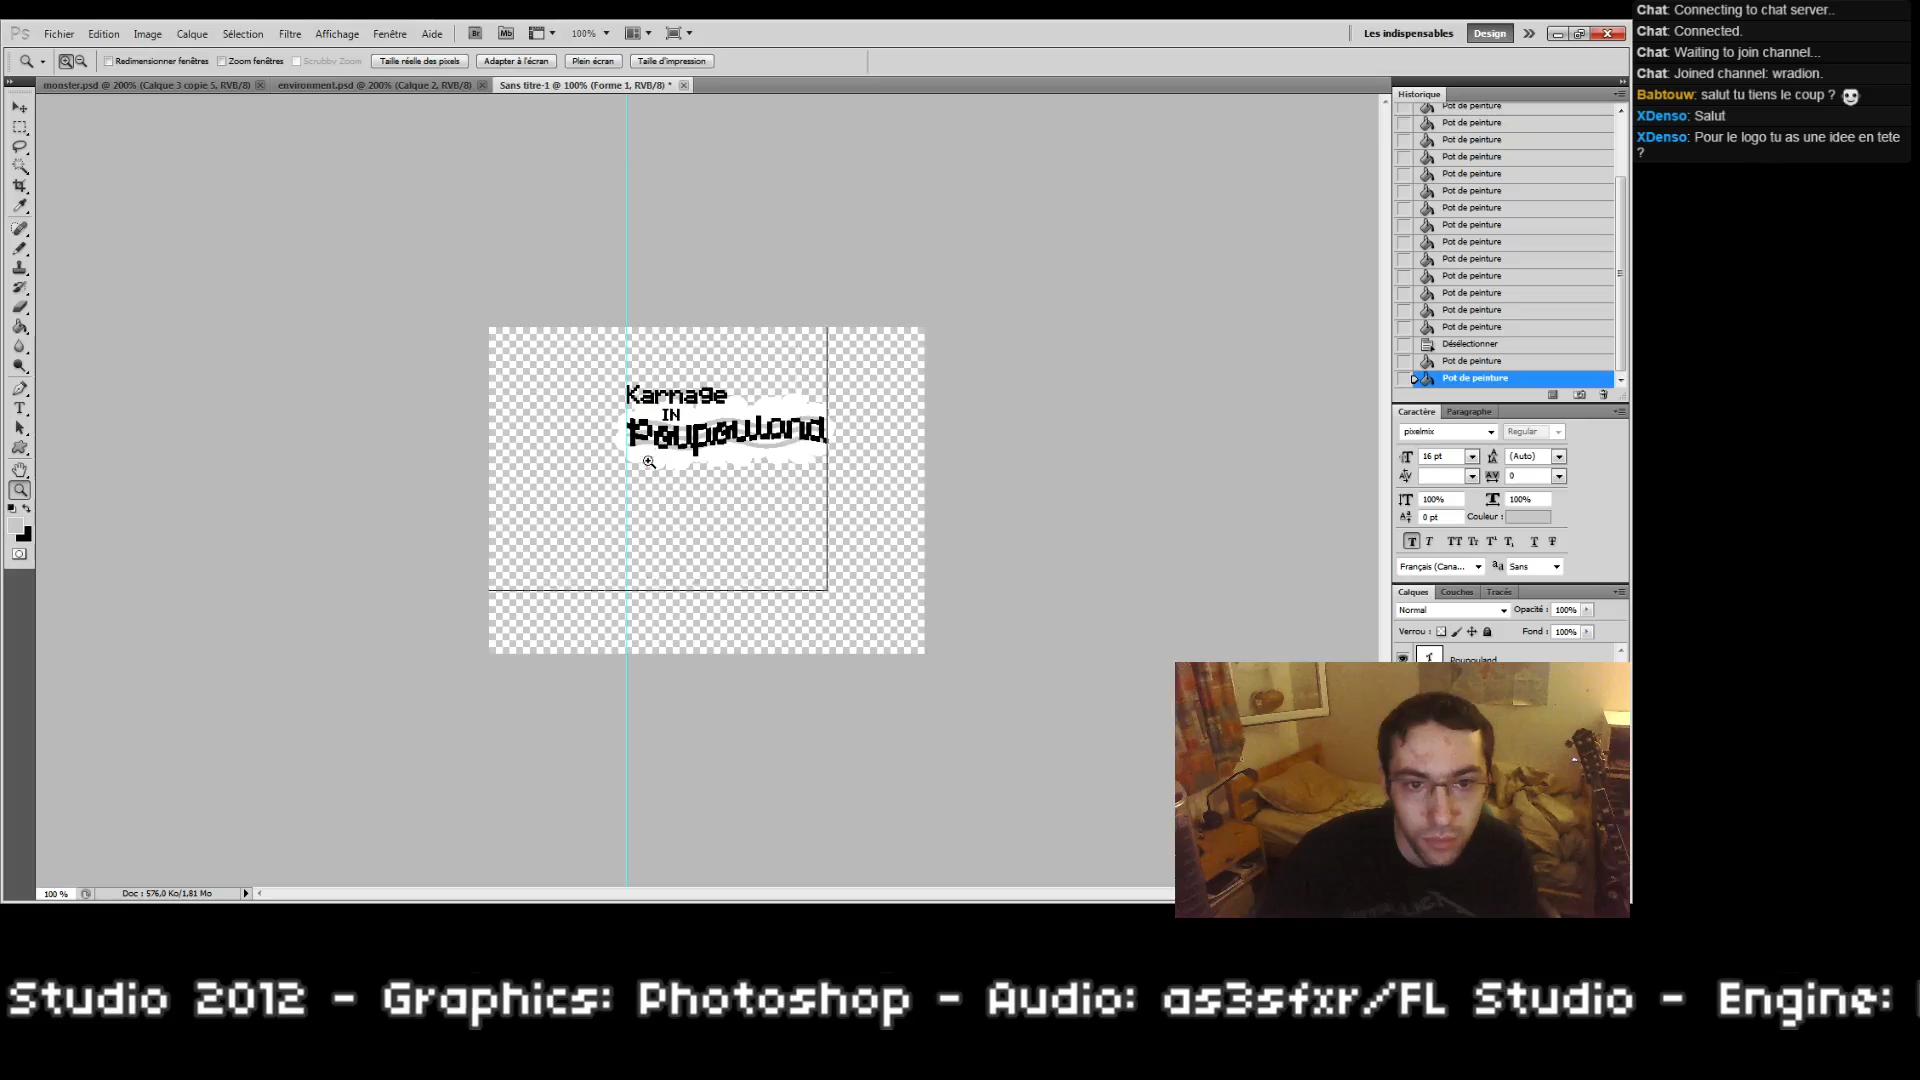 Ps Fichier Edition Image Calque Sélection Filtre Affichage Fenêtre Aide Br Mb 100% Les indispensables Design
Redimensionner fenêtres Zoom fenêtres Scrubby Zoom Taille réelle des pixels Adapter à l'écran Plein écran Taille d'impression
monster.psd @ 200% (Calque 3 copie 5, RVB/8) environment.psd @ 200% (Calque 2, RVB/8) Sans titre-1 @ 100% (Forme 1, RVB/8) *
Karnage
IN
Poupouland
Historique
Pot de peinture
Pot de peinture
Pot de peinture
Pot de peinture
Pot de peinture
Pot de peinture
Pot de peinture
Pot de peinture
Pot de peinture
Pot de peinture
Pot de peinture
Pot de peinture
Pot de peinture
Pot de peinture
Désélectionner
Pot de peinture
Pot de peinture
Caractère Paragraphe
pixelmix Regular
16 pt (Auto)
0
100% 100%
0 pt Couleur :
Français (Cana... Sans
Calques Couches Tracés
Normal Opacité : 100%
Verrou : Fond : 100%
Poupouland
100 % Doc : 576,0 Ko/1,81 Mo
Chat: Connecting to chat server..
Chat: Connected.
Chat: Waiting to join channel...
Chat: Joined channel: wradion.
Babtouw: salut tu tiens le coup ?
XDenso: Salut
XDenso: Pour le logo tu as une idee en tete
?
Studio 2012 - Graphics: Photoshop - Audio: as3sfxr/FL Studio - Engine: